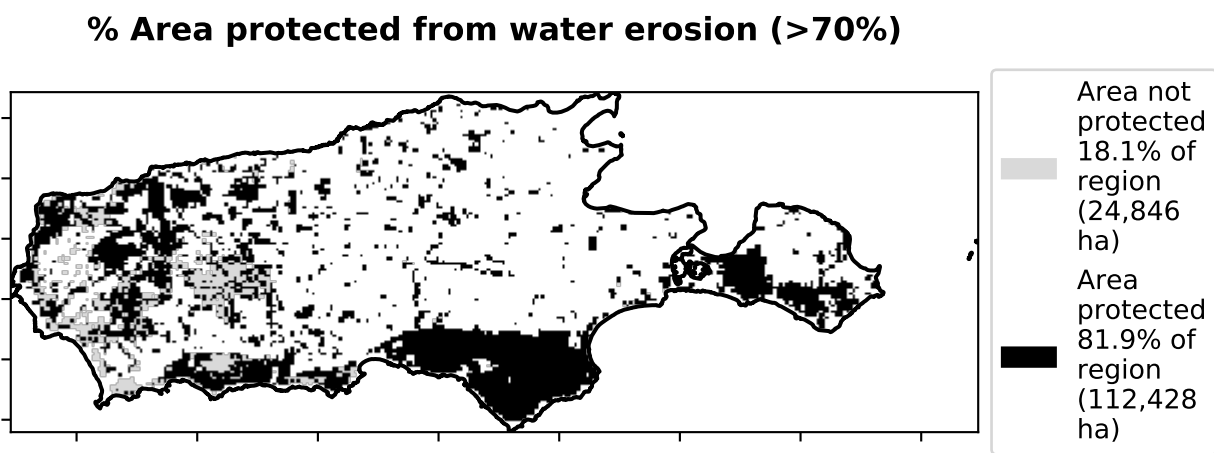 % Area protected from water erosion (>70%)
Area not
protected
18.1% of
region
(24,846
ha)
Area
protected
81.9% of
region
(112,428
ha)